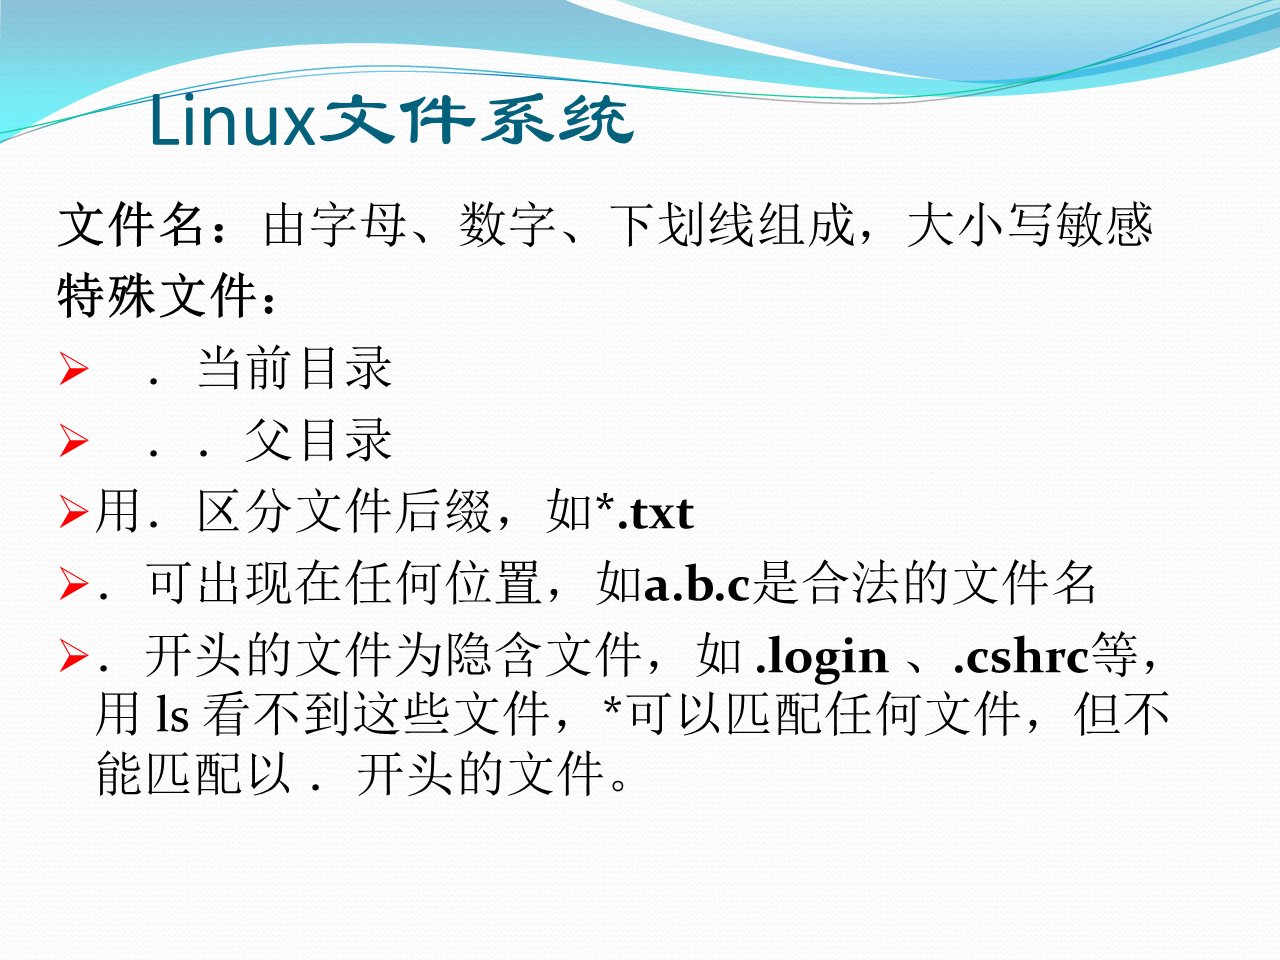 Linux文件系统
文件名：由字母、数字、下划线组成，大小写敏感
特殊文件：
．当前目录
．．父目录
用．区分文件后缀，如*.txt
．可出现在任何位置，如a.b.c是合法的文件名
．开头的文件为隐含文件，如 .login 、.cshrc等，
用 ls 看不到这些文件，*可以匹配任何文件，但不
能匹配以 ．开头的文件。